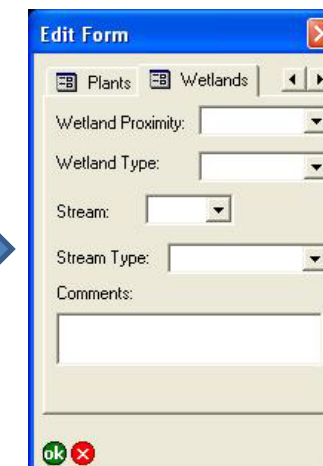 Edit Form
Plants Wetlands
Wetland Proximity:
Wetland Type:
Stream:
Stream Type:
Comments:
ok